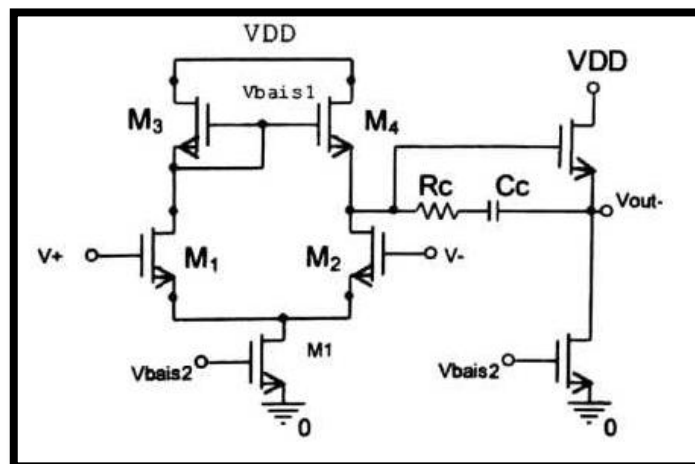 VDD
VDD
Vbais1
M3
M4
Rc
Cc
Vout-
V+
M1
M2
V-
M1
Vbais2
Vbais2
0
0